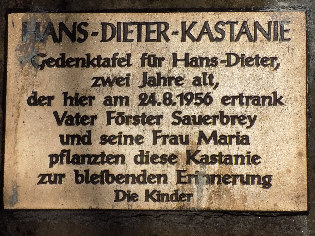 HANS-DIETER-KASTANIE
Gedenktafel für Hans-Dieter,
zwei Jahre alt,
der hier am 24.8.1956 ertrank
Vater Förster Sauerbrey
und seine Frau Maria
pflanzten diese Kastanie
zur bleibenden Erinnerung
Die Kinder